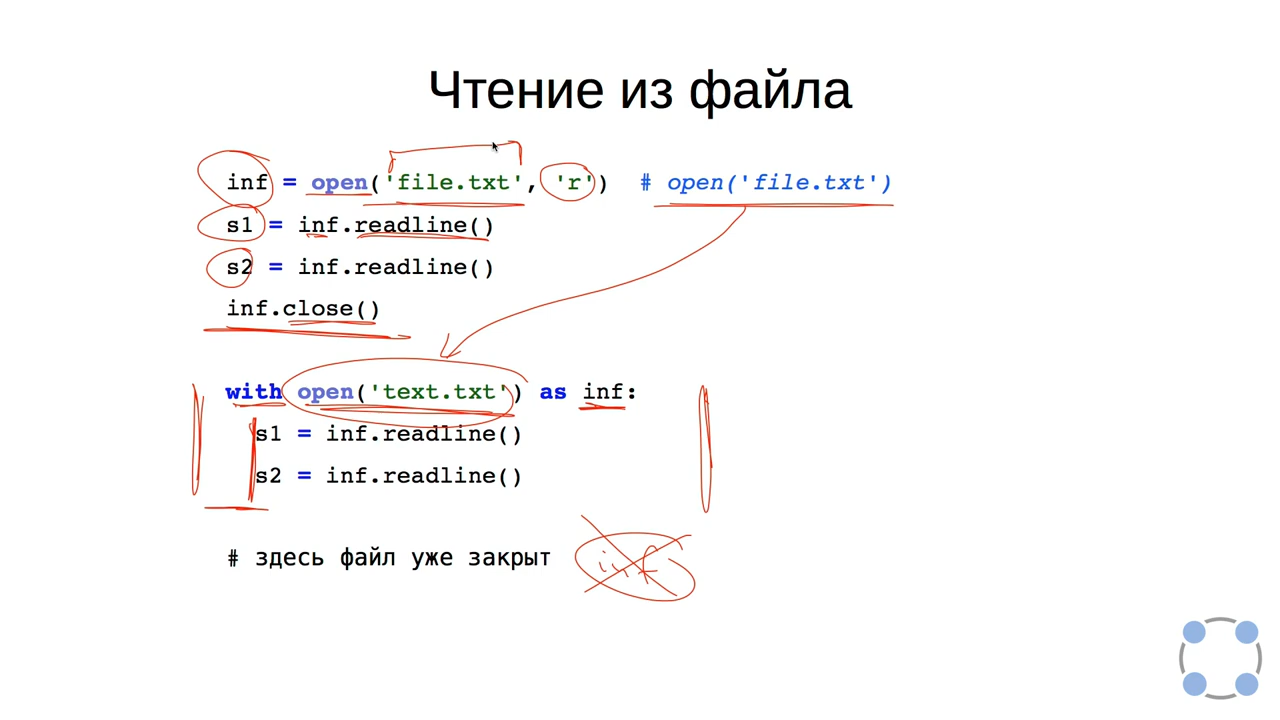 Чтение из файла
inf = open('file.txt', 'r')  # open('file.txt')
s1 = inf.readline()
s2 = inf.readline()
inf.close()
with open('text.txt') as inf:
s1 = inf.readline()
s2 = inf.readline()
# здесь файл уже закрыт inf